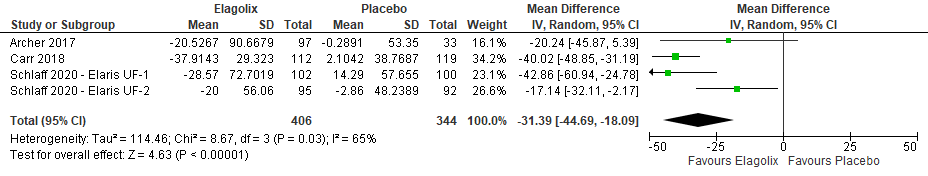 Elagolix Placebo Mean Difference Mean Difference
Study or Subgroup Mean SD Total Mean SD Total Weight IV, Random, 95% CI IV, Random, 95% CI
Archer 2017 -20.5267 90.6679 97 -0.2891 53.35 33 16.1% -20.24 [-45.87, 5.39]
Carr 2018 -37.9143 29.323 112 2.1042 38.7687 119 34.2% -40.02 [-48.85, -31.19]
Schlaff 2020 - Elaris UF-1 -28.57 72.7019 102 14.29 57.655 100 23.1% -42.86 [-60.94, -24.78]
Schlaff 2020 - Elaris UF-2 -20 56.06 95 -2.86 48.2389 92 26.6% -17.14 [-32.11, -2.17]
Total (95% CI) 406 344 100.0% -31.39 [-44.69, -18.09]
Heterogeneity: Tau² = 114.46; Chi² = 8.67, df = 3 (P = 0.03); I² = 65%
Test for overall effect: Z = 4.63 (P < 0.00001)
-50 -25 0 25 50
Favours Elagolix Favours Placebo